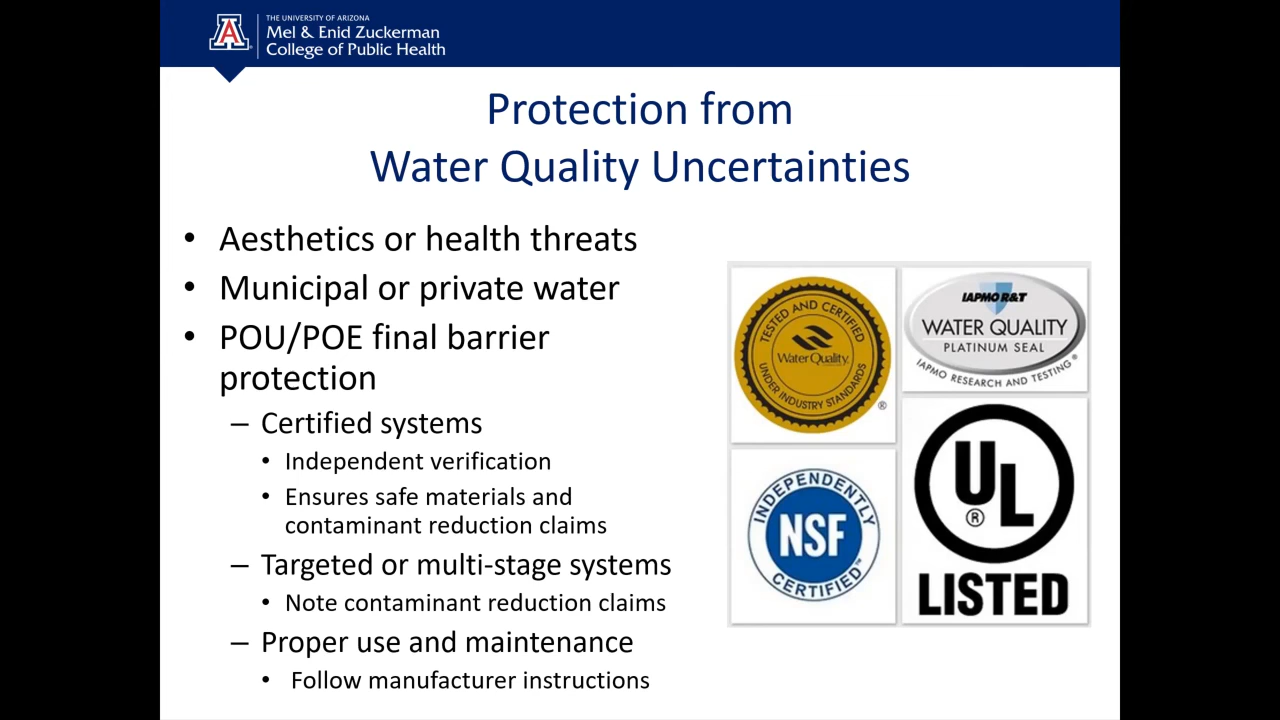 THE UNIVERSITY OF ARIZONA
Mel & Enid Zuckerman
College of Public Health
Protection from
Water Quality Uncertainties
• Aesthetics or health threats
• Municipal or private water
• POU/POE final barrier
protection
– Certified systems
• Independent verification
• Ensures safe materials and
contaminant reduction claims
– Targeted or multi-stage systems
• Note contaminant reduction claims
– Proper use and maintenance
• Follow manufacturer instructions
TESTED AND CERTIFIED
Water Quality
UNDER INDUSTRY STANDARDS
®
IAPMO R&T
WATER QUALITY
PLATINUM SEAL
IAPMO RESEARCH AND TESTING®
INDEPENDENTLY
NSF
CERTIFIED™
UL
®
LISTED